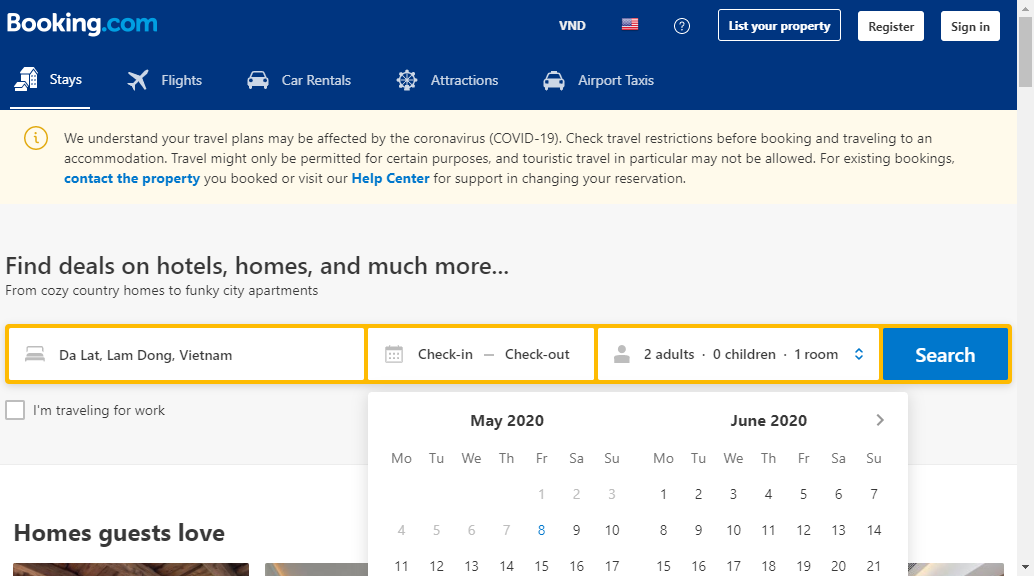 Booking.com
VND
List your property
Register
Sign in
Stays
Flights
Car Rentals
Attractions
Airport Taxis
We understand your travel plans may be affected by the coronavirus (COVID-19). Check travel restrictions before booking and traveling to an
accommodation. Travel might only be permitted for certain purposes, and touristic travel in particular may not be allowed. For existing bookings,
contact the property you booked or visit our Help Center for support in changing your reservation.
Find deals on hotels, homes, and much more...
From cozy country homes to funky city apartments
Da Lat, Lam Dong, Vietnam
Check-in — Check-out
2 adults · 0 children · 1 room
Search
I'm traveling for work
May 2020
Mo Tu We Th Fr Sa Su
1 2 3
4 5 6 7 8 9 10
11 12 13 14 15 16 17
June 2020
Mo Tu We Th Fr Sa Su
1 2 3 4 5 6 7
8 9 10 11 12 13 14
15 16 17 18 19 20 21
Homes guests love